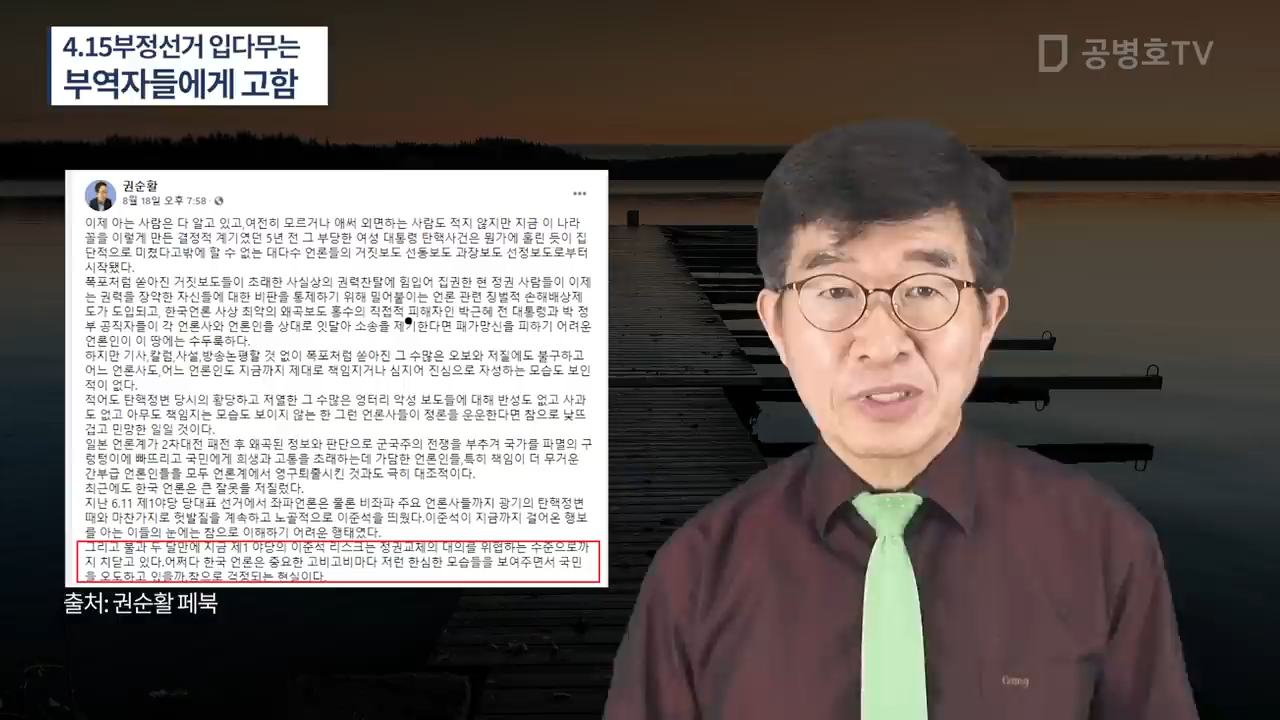 4.15부정선거 입다무는
부역자들에게 고함
공병호TV
권순활
8월 18일 오후 7:58
이제 아는 사람은 다 알고 있고,여전히 모르거나 애써 외면하는 사람도 적지 않지만 지금 이 나라
꼴을 이렇게 만든 결정적 계기였던 5년 전 그 부당한 여성 대통령 탄핵사건은 뭔가에 홀린 듯이 집
단적으로 미쳤다고밖에 할 수 없는 대다수 언론들의 거짓보도 선동보도 과장보도 선정보도로부터
시작됐다.
폭포처럼 쏟아진 거짓보도들이 초래한 사실상의 권력찬탈에 힘입어 집권한 현 정권 사람들이 이제
는 권력을 장악한 자신들에 대한 비판을 통제하기 위해 밀어붙이는 언론 관련 징벌적 손해배상제
도가 도입되고, 한국언론 사상 최악의 왜곡보도 홍수의 직접적 피해자인 박근혜 전 대통령과 박 정
부 공직자들이 각 언론사와 언론인을 상대로 잇달아 소송을 제기한다면 패가망신을 피하기 어려운
언론인이 이 땅에는 수두룩하다.
하지만 기사,칼럼,사설,방송논평할 것 없이 폭포처럼 쏟아진 그 수많은 오보와 저질에도 불구하고
어느 언론사도,어느 언론인도 지금까지 제대로 책임지거나 심지어 진심으로 자성하는 모습도 보인
적이 없다.
적어도 탄핵정변 당시의 황당하고 저열한 그 수많은 엉터리 악성 보도들에 대해 반성도 없고 사과
도 없고 아무도 책임지는 모습도 보이지 않는 한 그런 언론사들이 정론을 운운한다면 참으로 낯뜨
겁고 민망한 일일 것이다.
일본 언론계가 2차대전 패전 후 왜곡된 정보와 판단으로 군국주의 전쟁을 부추겨 국가를 파멸의 구
렁텅이에 빠뜨리고 국민에게 희생과 고통을 초래하는데 가담한 언론인들,특히 책임이 더 무거운
간부급 언론인들을 모두 언론계에서 영구퇴출시킨 것과도 극히 대조적이다.
최근에도 한국 언론은 큰 잘못을 저질렀다.
지난 6.11 제1야당 당대표 선거에서 좌파언론은 물론 비좌파 주요 언론사들까지 광기의 탄핵정변
때와 마찬가지로 헛발질을 계속하고 노골적으로 이준석을 띄웠다.이준석이 지금까지 걸어온 행보
를 아는 이들의 눈에는 참으로 이해하기 어려운 행태였다.
그리고 불과 두 달만에 지금 제1 야당의 이준석 리스크는 정권교체의 대의를 위협하는 수준으로까
지 치닫고 있다.어쩌다 한국 언론은 중요한 고비고비마다 저런 한심한 모습들을 보여주면서 국민
을 오도하고 있을까.참으로 걱정되는 현실이다.
출처: 권순활 페북